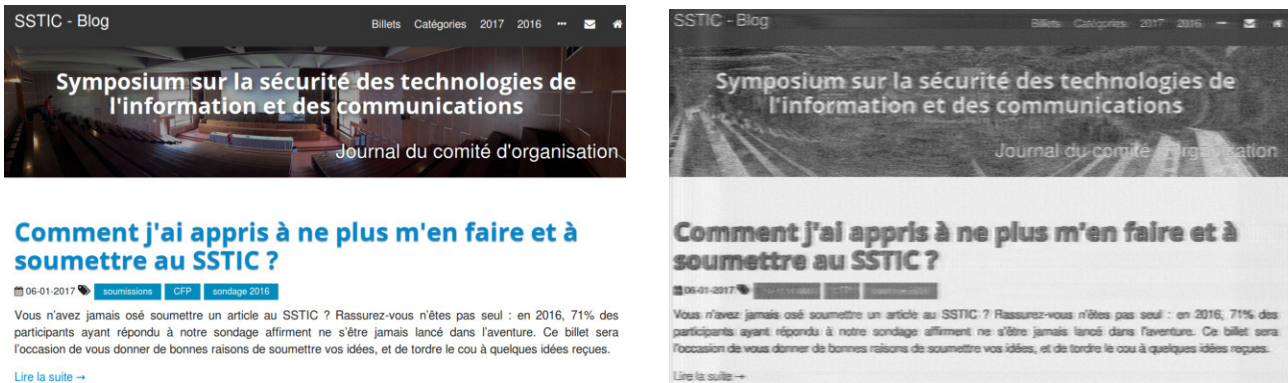 SSTIC - Blog
Billets Catégories 2017 2016 ···
Symposium sur la sécurité des technologies de
l'information et des communications
Journal du comité d'organisation
Comment j'ai appris à ne plus m'en faire et à
soumettre au SSTIC ?
06-01-2017 soumissions CFP sondage 2016
Vous n'avez jamais osé soumettre un article au SSTIC ? Rassurez-vous n'êtes pas seul : en 2016, 71% des
participants ayant répondu à notre sondage affirment ne s'être jamais lancé dans l'aventure. Ce billet sera
l'occasion de vous donner de bonnes raisons de soumettre vos idées, et de tordre le cou à quelques idées reçues.
Lire la suite →
SSTIC - Blog
Billets Catégories 2017 2016
Symposium sur la sécurité des technologies de
l'information et des communications
Journal du comité
Comment j'ai appris à ne plus m'en faire et à
soumettre au SSTIC ?
06-01-2017 CFP
Vous n'avez jamais osé soumettre un article au SSTIC ? Rassurez-vous n'êtes pas seul : en 2016, 71% des
participants ayant répondu à notre sondage affirment ne s'être jamais lancé dans l'aventure. Ce billet sera
l'occasion de vous donner de bonnes raisons de soumettre vos idées, et de tordre le cou à quelques idées reçues.
Lire la suite →